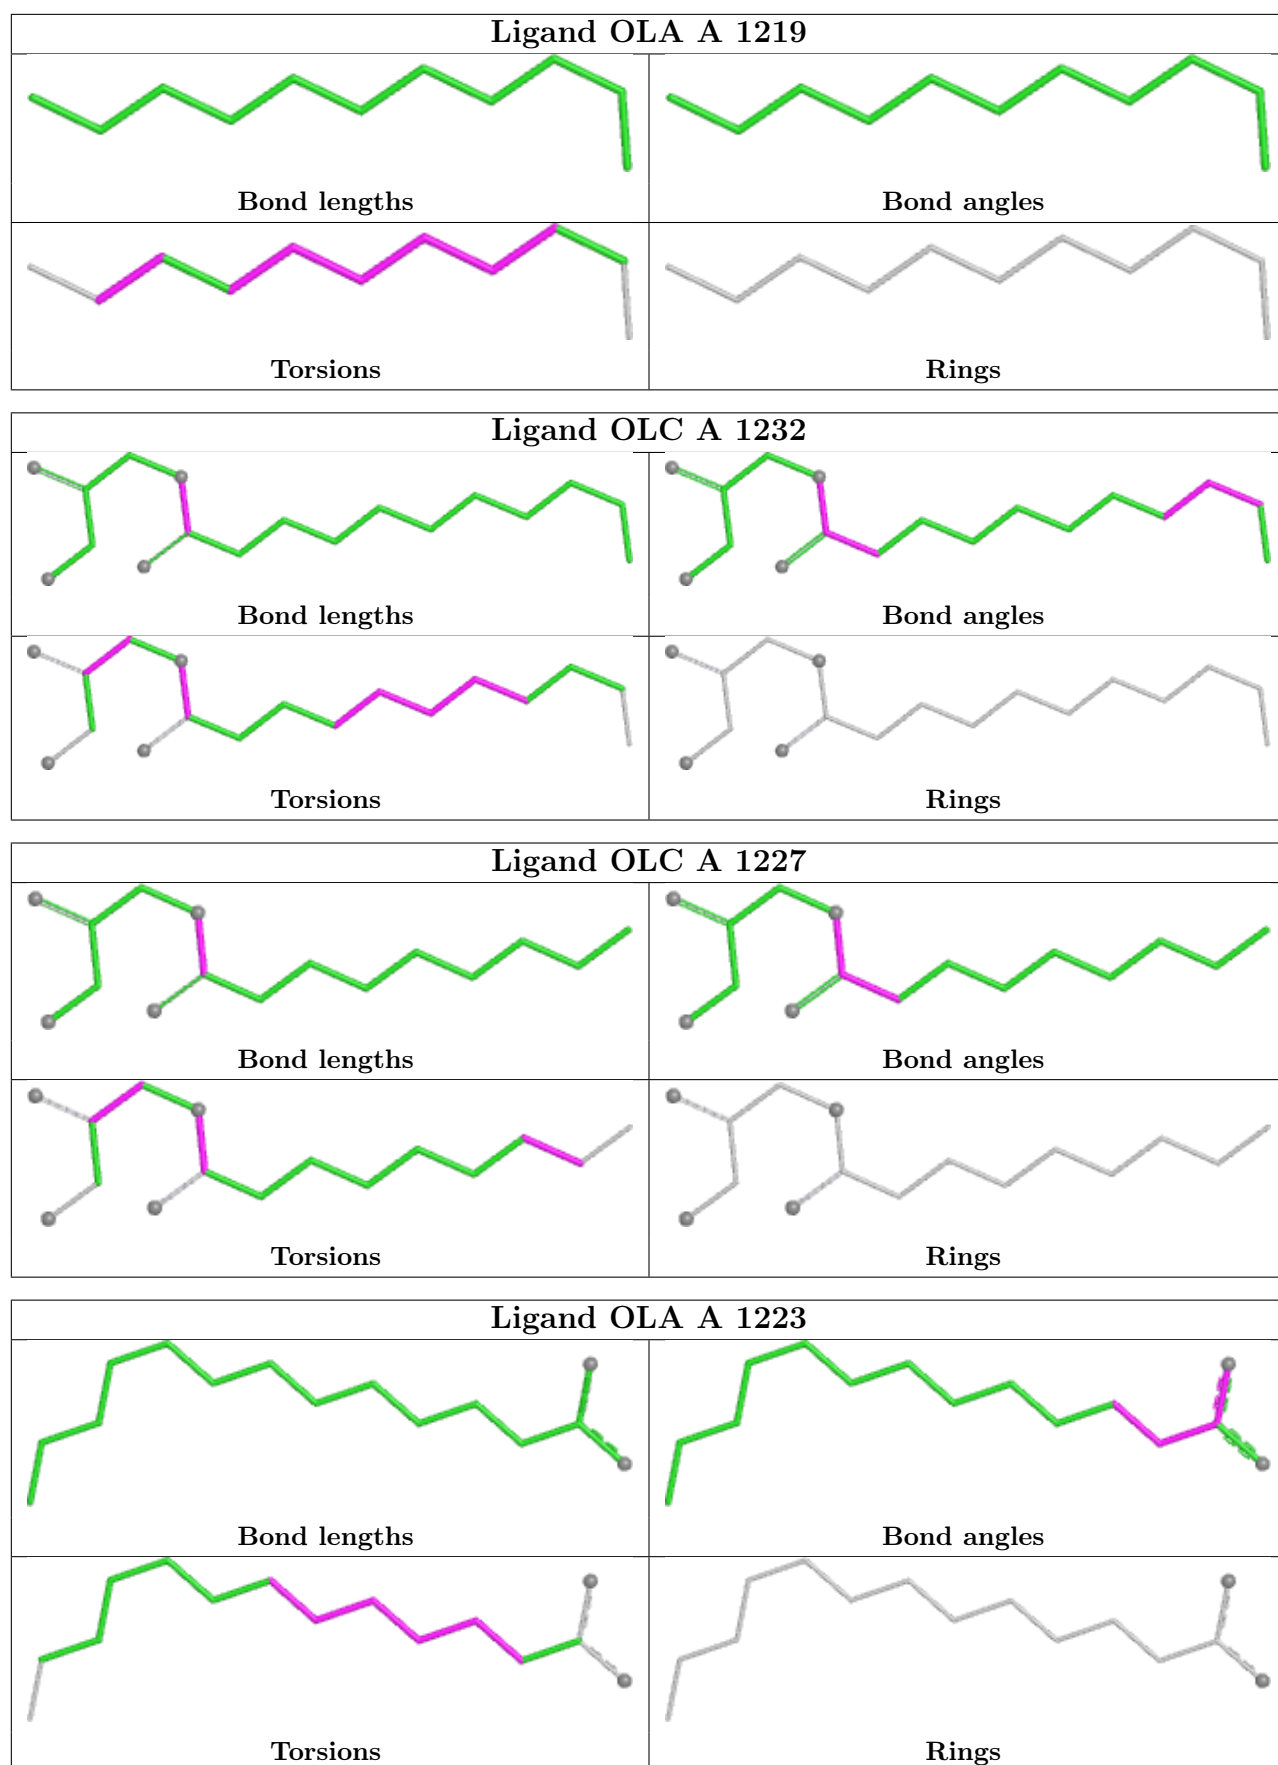 Ligand OLA A 1219
Bond lengths
Bond angles
Torsions
Rings
Ligand OLC A 1232
Bond lengths
Bond angles
Torsions
Rings
Ligand OLC A 1227
Bond lengths
Bond angles
Torsions
Rings
Ligand OLA A 1223
Bond lengths
Bond angles
Torsions
Rings